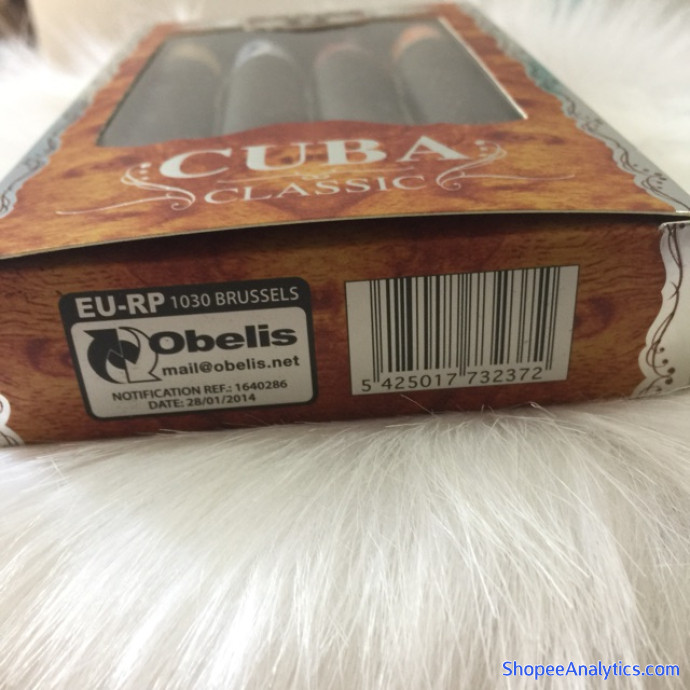 CUBA
CLASSIC
EU-RP 1030 BRUSSELS
Obelis
mail@obelis.net
NOTIFICATION REF.: 1640286
DATE: 28/01/2014
5 425017 732372
ShopeeAnalytics.com